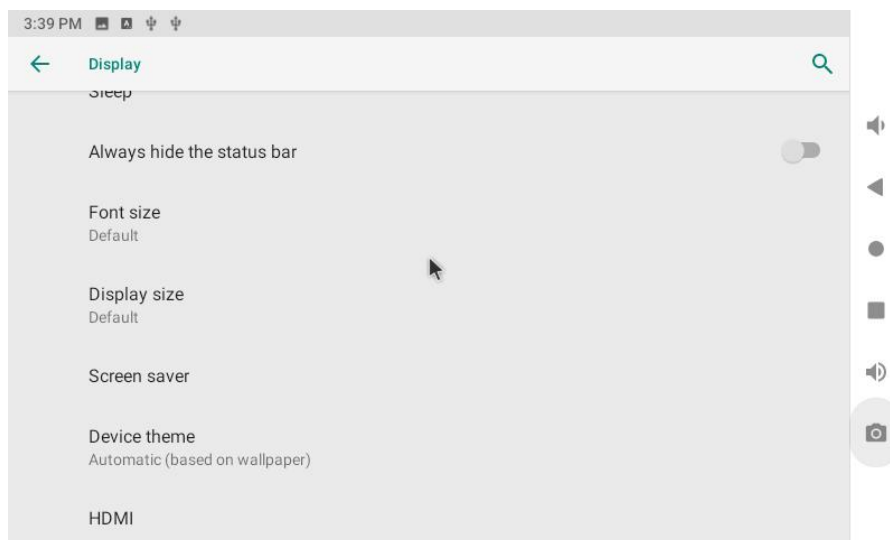 3:39 PM
Display
Sleep
Always hide the status bar
Font size
Default
Display size
Default
Screen saver
Device theme
Automatic (based on wallpaper)
HDMI